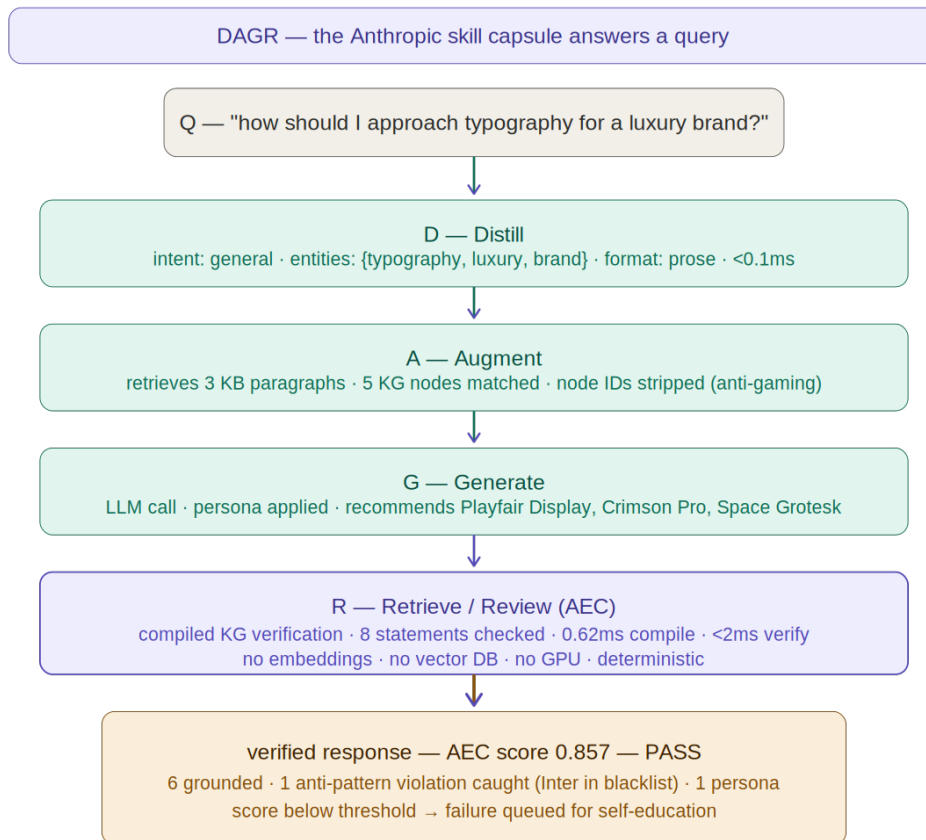 DAGR — the Anthropic skill capsule answers a query
Q — "how should I approach typography for a luxury brand?"
D — Distill
intent: general · entities: {typography, luxury, brand} · format: prose · <0.1ms
A — Augment
retrieves 3 KB paragraphs · 5 KG nodes matched · node IDs stripped (anti-gaming)
G — Generate
LLM call · persona applied · recommends Playfair Display, Crimson Pro, Space Grotesk
R — Retrieve / Review (AEC)
compiled KG verification · 8 statements checked · 0.62ms compile · <2ms verify
no embeddings · no vector DB · no GPU · deterministic
verified response — AEC score 0.857 — PASS
6 grounded · 1 anti-pattern violation caught (Inter in blacklist) · 1 persona
score below threshold → failure queued for self-education